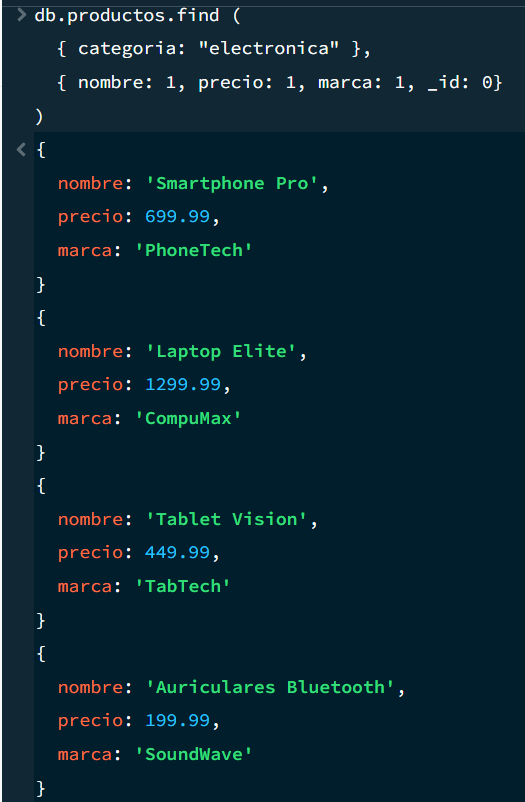 > db.productos.find (
{ categoria: "electronica" },
{ nombre: 1, precio: 1, marca: 1, _id: 0}
)
< {
nombre: 'Smartphone Pro',
precio: 699.99,
marca: 'PhoneTech'
}
{
nombre: 'Laptop Elite',
precio: 1299.99,
marca: 'CompuMax'
}
{
nombre: 'Tablet Vision',
precio: 449.99,
marca: 'TabTech'
}
{
nombre: 'Auriculares Bluetooth',
precio: 199.99,
marca: 'SoundWave'
}